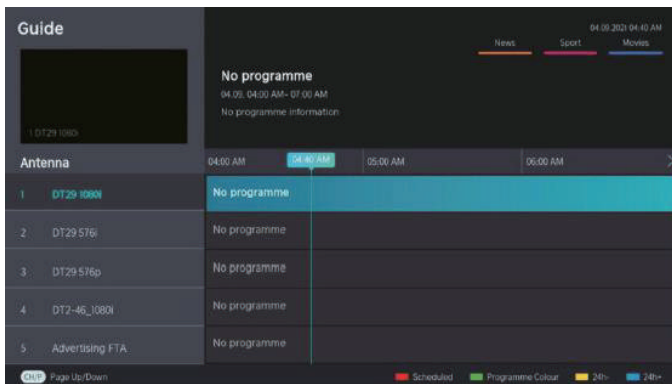 Guide
04.09.2021 04:40 AM
News Sport Movies
No programme
04.09. 04:00 AM- 07:00 AM
No programme information
1 DT29 1080i
Antenna
04:00 AM 04:40 AM 05:00 AM 06:00 AM
1 DT29 1080i No programme
2 DT29 576i No programme
3 DT29 576p No programme
4 DT2-46_1080i No programme
5 Advertising FTA No programme
CH/P Page Up/Down Scheduled Programme Colour 24h- 24h+